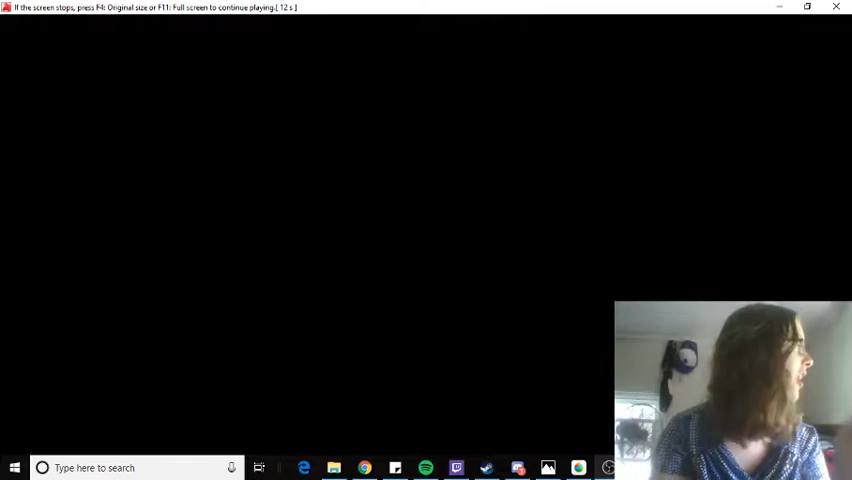 If the screen stops, press F4: Original size or F11: Full screen to continue playing.[ 12 s ]
Type here to search